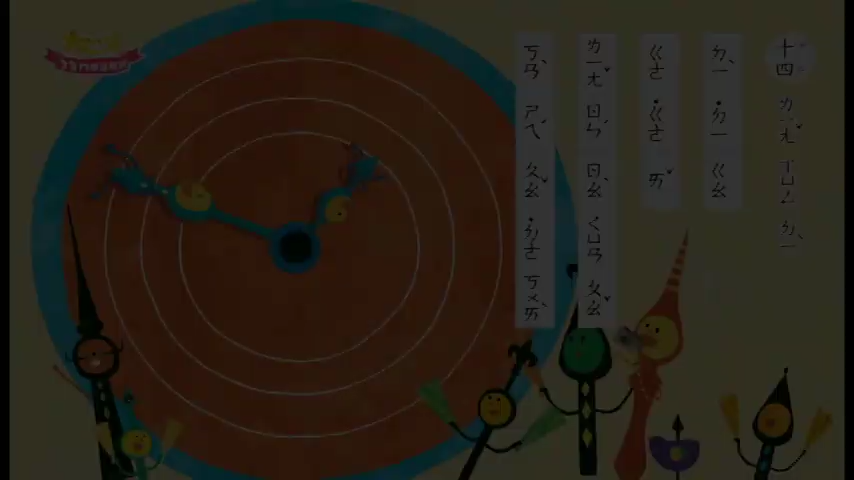 十四 ㄌㄧㄤˇ ㄒㄩㄥ ㄉㄧˋ
ㄉㄧˋ ˙ㄉㄧ ㄍㄠ
ㄍㄜ ˙ㄍㄜ ㄞˇ
ㄌㄧㄤˇ ㄖㄣˊ ㄖㄠˋ ㄑㄩㄢ ㄆㄠˇ
ㄎㄢˋ ㄕㄟˊ ㄆㄠˇ ˙ㄉㄜ ㄎㄨㄞˋ